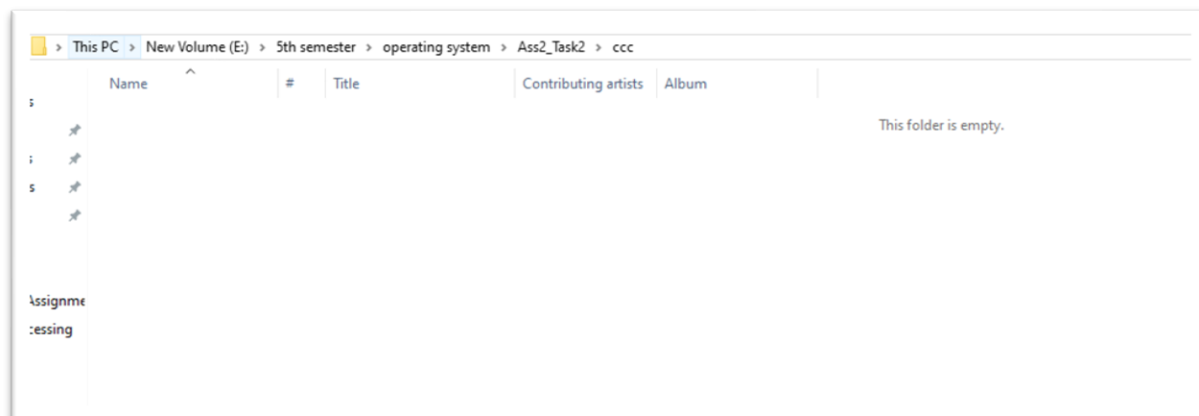 This PC > New Volume (E:) > 5th semester > operating system > Ass2_Task2 > ccc
Name # Title Contributing artists Album
This folder is empty.
s
s
s
Assignme
cessing